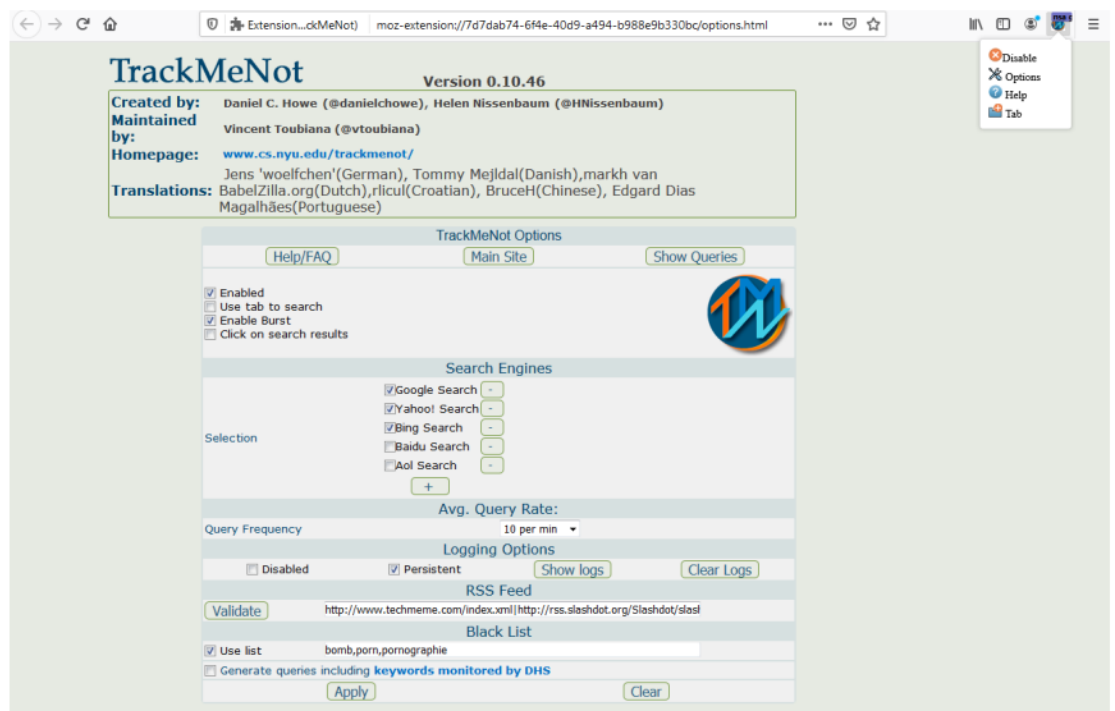 Extension...ckMeNot) moz-extension://7d7dab74-6f4e-40d9-a494-b988e9b330bc/options.html
Disable
Options
Help
Tab
TrackMeNot Version 0.10.46
Created by: Daniel C. Howe (@danielchowe), Helen Nissenbaum (@HNissenbaum)
Maintained
by: Vincent Toubiana (@vtoubiana)
Homepage: www.cs.nyu.edu/trackmenot/
Jens 'woelfchen'(German), Tommy Mejldal(Danish),markh van
Translations: BabelZilla.org(Dutch),rlicul(Croatian), BruceH(Chinese), Edgard Dias
Magalhães(Portuguese)
TrackMeNot Options
Help/FAQ Main Site Show Queries
Enabled
Use tab to search
Enable Burst
Click on search results
TMN
Search Engines
Google Search -
Yahoo! Search -
Bing Search -
Selection
Baidu Search -
Aol Search -
+
Avg. Query Rate:
Query Frequency 10 per min
Logging Options
Disabled Persistent Show logs Clear Logs
RSS Feed
Validate http://www.techmeme.com/index.xml|http://rss.slashdot.org/Slashdot/slasl
Black List
Use list bomb,porn,pornographie
Generate queries including keywords monitored by DHS
Apply Clear